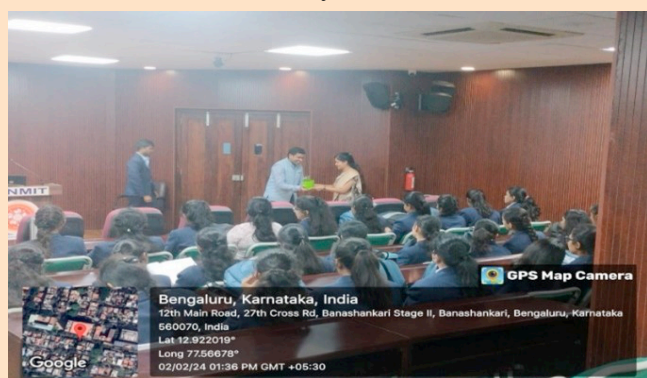 NMIT
GPS Map Camera
Bengaluru, Karnataka, India
12th Main Road, 27th Cross Rd, Banashankari Stage II, Banashankari, Bengaluru, Karnataka
560070, India
Lat 12.922019°
Long 77.56678°
02/02/24 01:36 PM GMT +05:30
Google